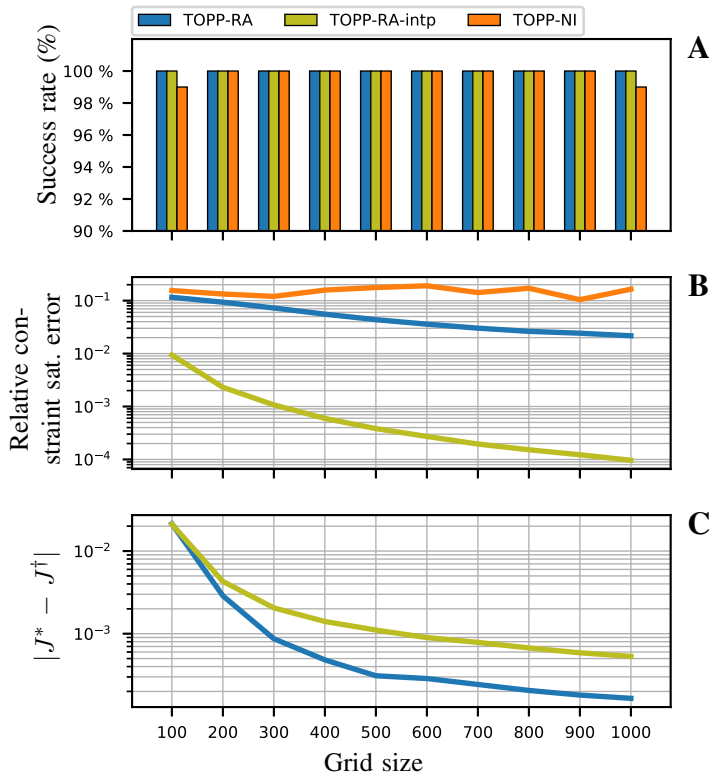 TOPP-RA TOPP-RA-intp TOPP-NI
A
Success rate (%)
100 %
98 %
96 %
94 %
92 %
90 %
B
Relative con-
straint sat. error
10⁻¹
10⁻²
10⁻³
10⁻⁴
C
|J* − J†|
10⁻²
10⁻³
100 200 300 400 500 600 700 800 900 1000
Grid size